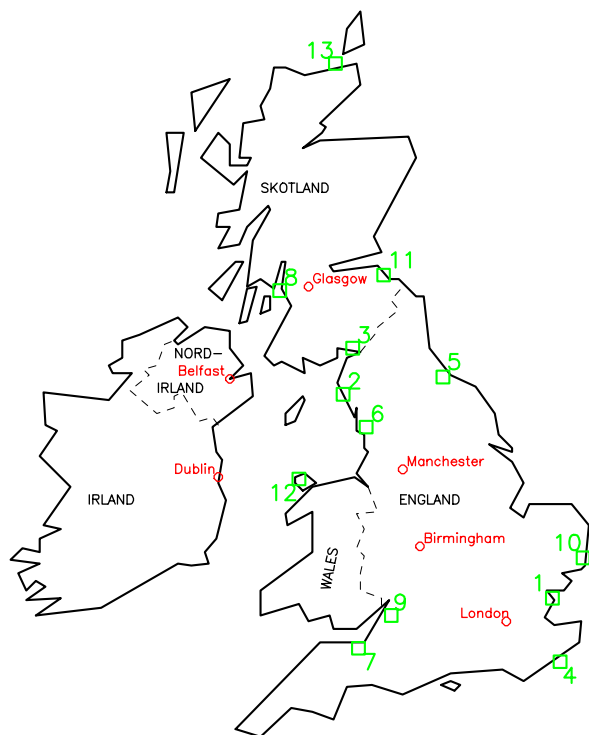 13
SKOTLAND
11
8
Glasgow
3
NORD-
Belfast
IRLAND
5
2
6
Dublin
Manchester
12
IRLAND
ENGLAND
Birmingham
10
WALES
1
9
London
7
4